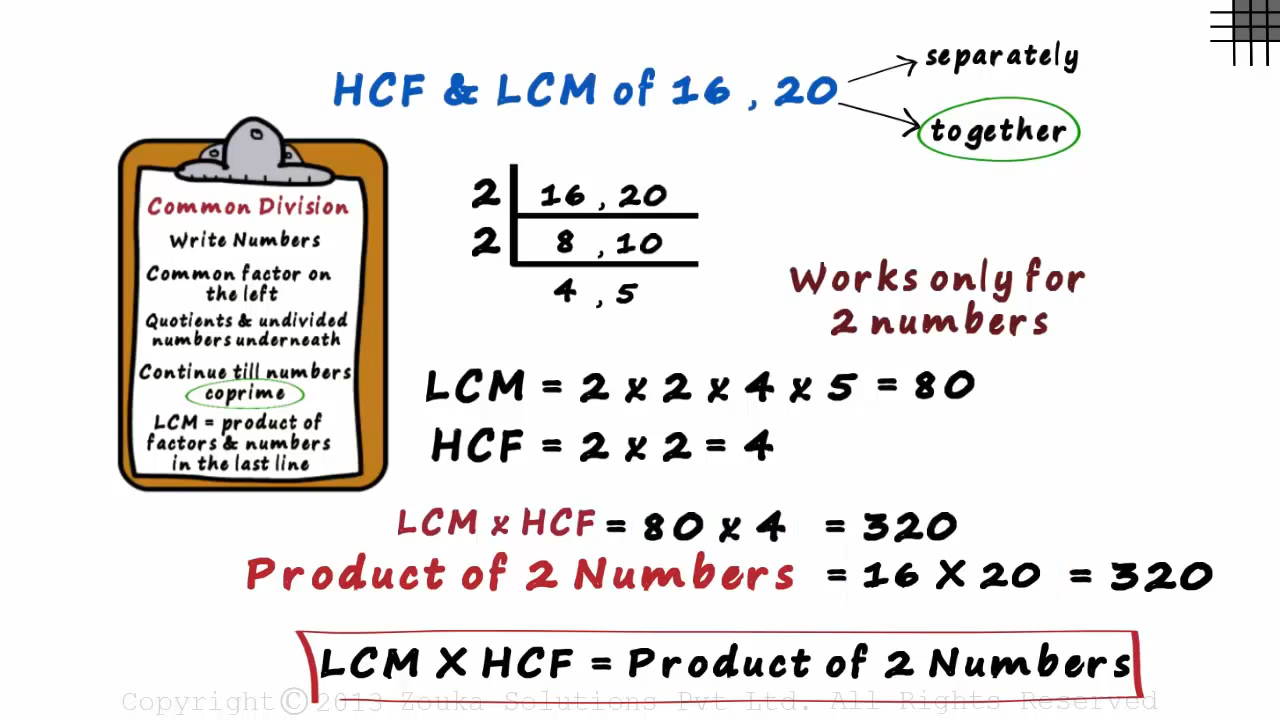 HCF & LCM of 16 , 20
separately
together
Common Division
Write Numbers
Common factor on
the left
Quotients & undivided
numbers underneath
Continue till numbers
coprime
LCM = product of
factors & numbers
in the last line
2 16 , 20
2 8 , 10
4 , 5
Works only for
2 numbers
LCM = 2 x 2 x 4 x 5 = 80
HCF = 2 x 2 = 4
LCM x HCF = 80 x 4 = 320
Product of 2 Numbers = 16 X 20 = 320
LCM X HCF = Product of 2 Numbers
Copyright © 2013 Zouka Solutions Pvt Ltd. All Rights Reserved